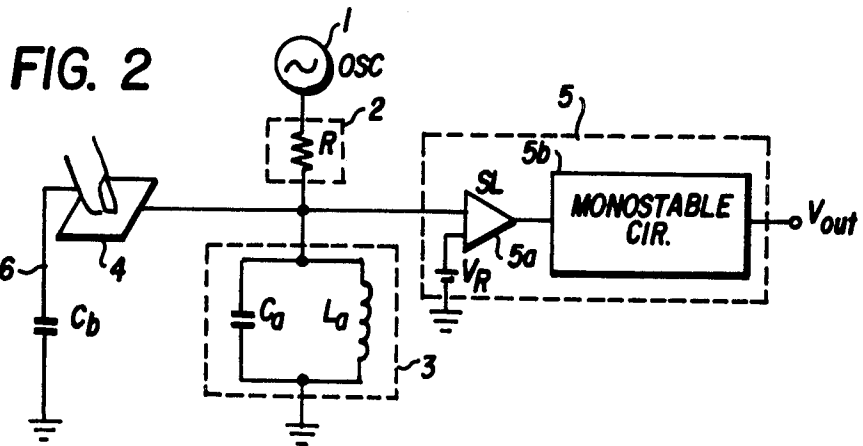 FIG. 2
1
OSC
2
R
5
5b
SL
MONOSTABLE
CIR.
Vout
5a
VR
4
6
Cb
Ca
La
3